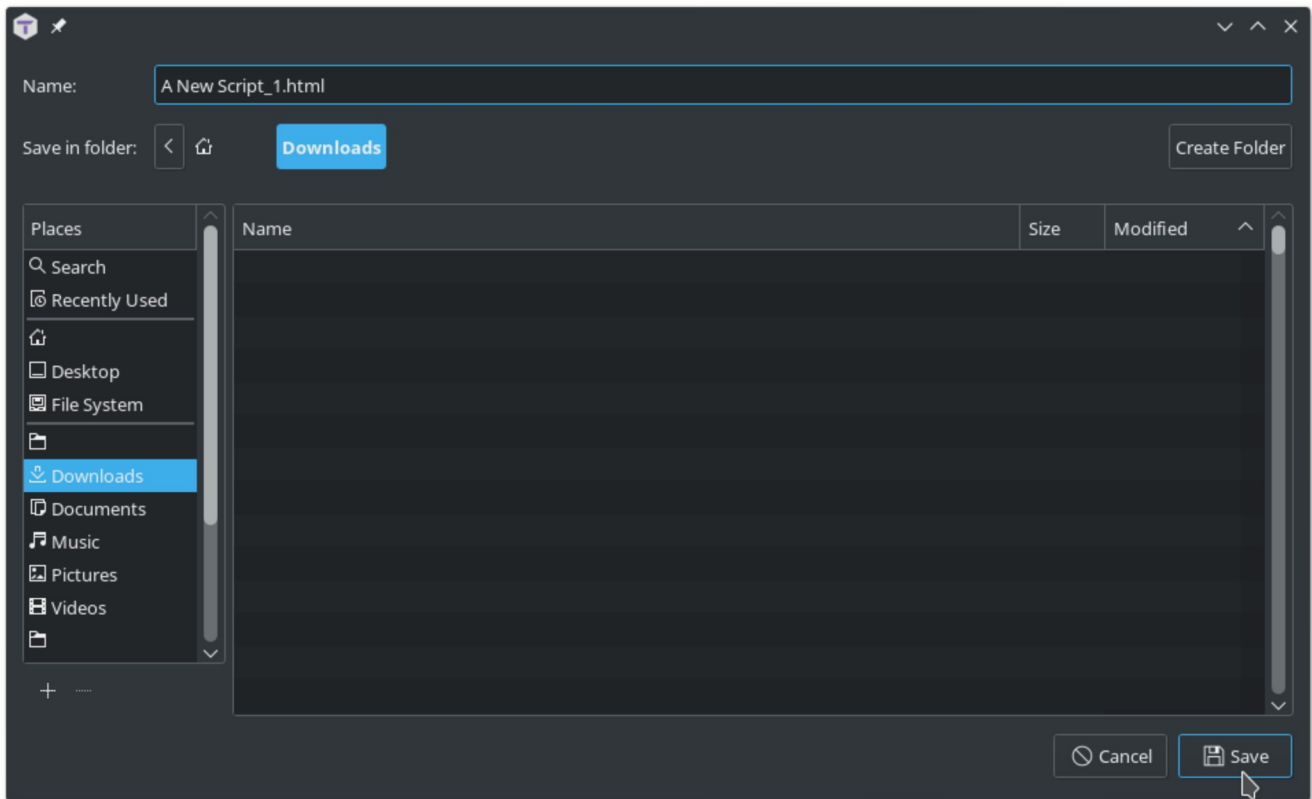 Name: A New Script_1.html
Save in folder: Downloads Create Folder
Places
Search
Recently Used
Desktop
File System
Downloads
Documents
Music
Pictures
Videos
Name Size Modified
Cancel Save